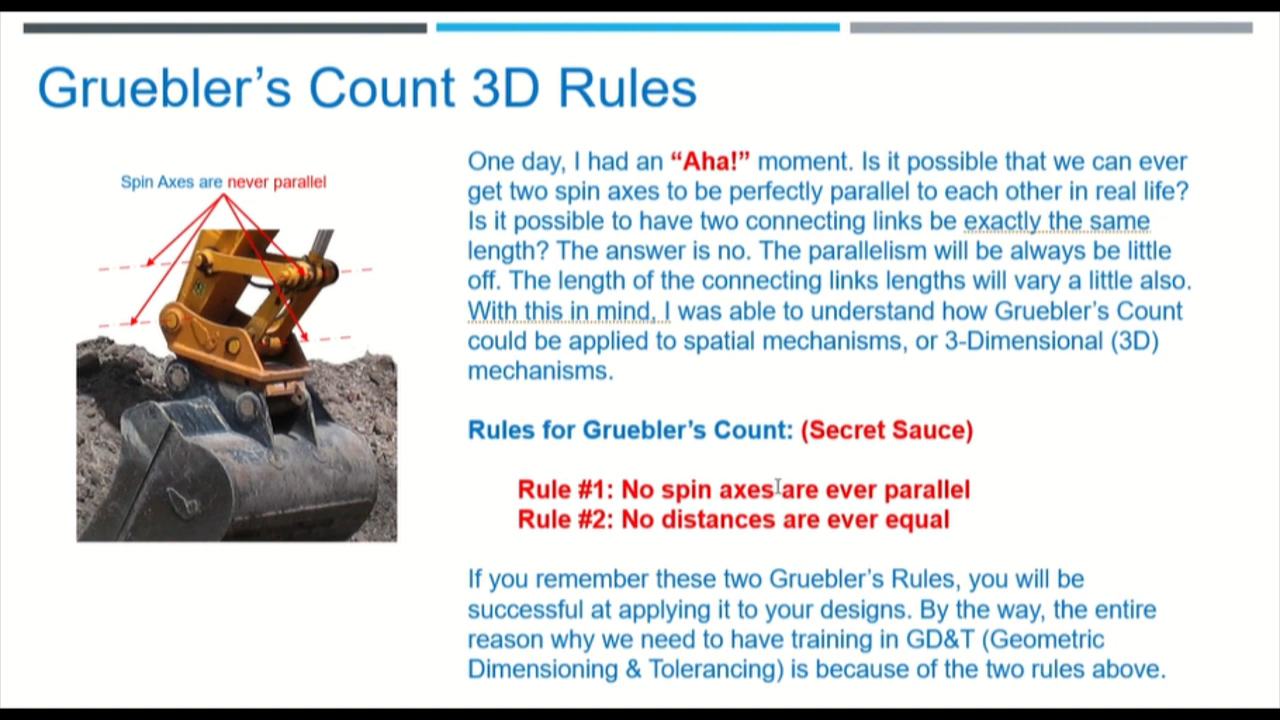 Gruebler’s Count 3D Rules
Spin Axes are never parallel
One day, I had an “Aha!” moment. Is it possible that we can ever
get two spin axes to be perfectly parallel to each other in real life?
Is it possible to have two connecting links be exactly the same
length? The answer is no. The parallelism will be always be little
off. The length of the connecting links lengths will vary a little also.
With this in mind, I was able to understand how Gruebler’s Count
could be applied to spatial mechanisms, or 3-Dimensional (3D)
mechanisms.
Rules for Gruebler’s Count: (Secret Sauce)
Rule #1: No spin axes are ever parallel
Rule #2: No distances are ever equal
If you remember these two Gruebler’s Rules, you will be
successful at applying it to your designs. By the way, the entire
reason why we need to have training in GD&T (Geometric
Dimensioning & Tolerancing) is because of the two rules above.